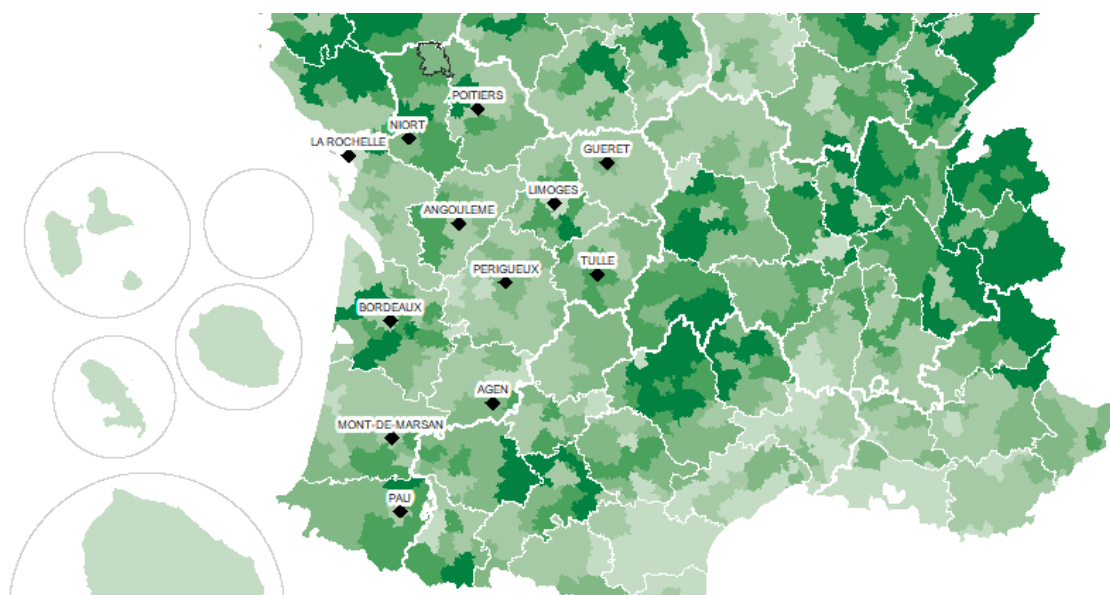 POITIERS
NIORT
LA ROCHELLE
GUERET
LIMOGES
ANGOULEME
PERIGUEUX
TULLE
BORDEAUX
AGEN
MONT-DE-MARSAN
PAU